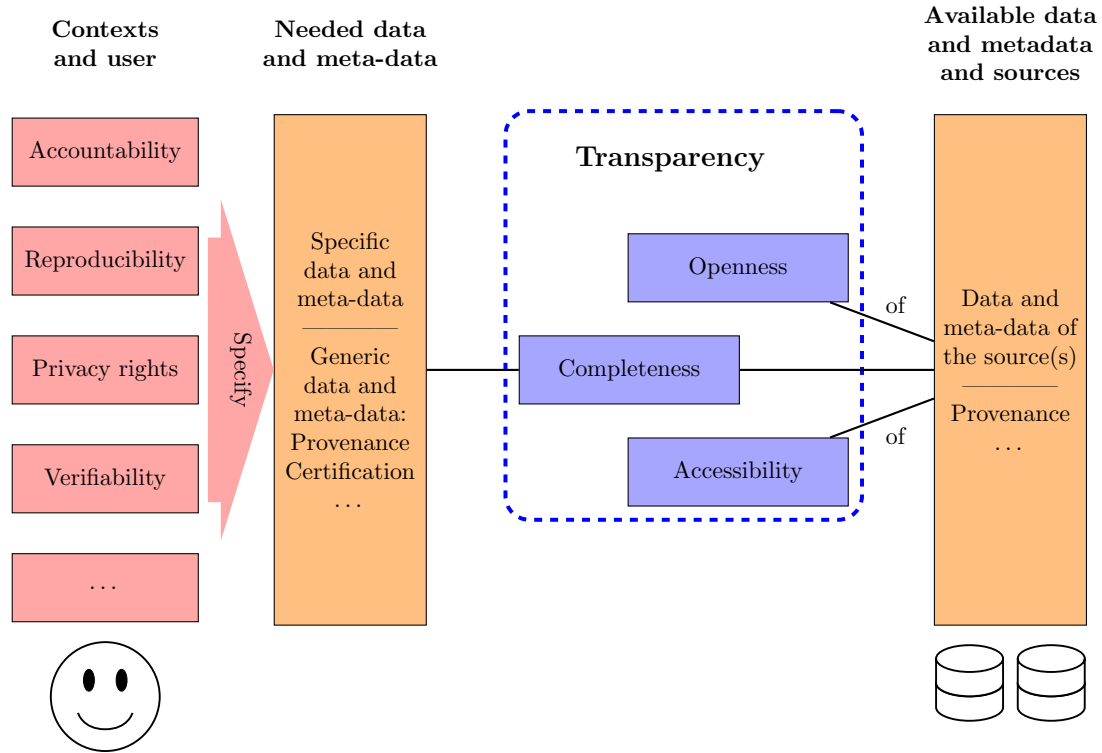 Contexts
and user
Needed data
and meta-data
Available data
and metadata
and sources
Accountability
Reproducibility
Privacy rights
Verifiability
...
Specify
Specific
data and
meta-data
Generic
data and
meta-data:
Provenance
Certification
...
Transparency
Openness
Completeness
Accessibility
of
of
Data and
meta-data of
the source(s)
Provenance
...